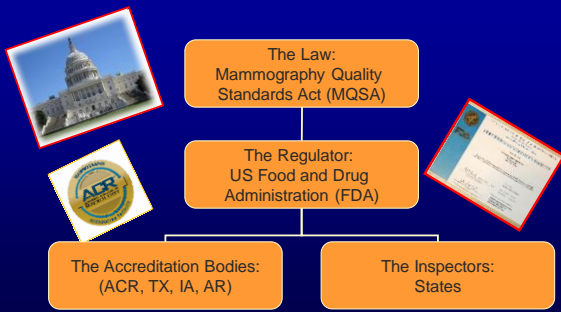 The Law:
Mammography Quality
Standards Act (MQSA)
The Regulator:
US Food and Drug
Administration (FDA)
ACR
FDA
The Accreditation Bodies:
(ACR, TX, IA, AR)
The Inspectors:
States